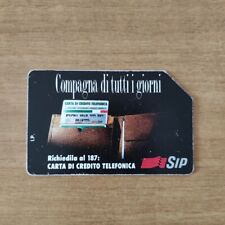 Compagna di tutti i giorni
CARTA DI CREDITO TELEFONICA
Richiedila al 187:
CARTA DI CREDITO TELEFONICA
SIP